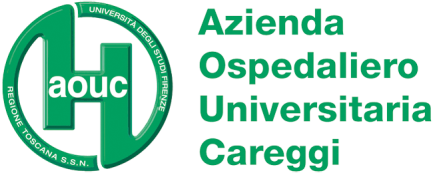 UNIVERSITÀ DEGLI STUDI FIRENZE
aouc
REGIONE TOSCANA S.S.N.
Azienda
Ospedaliero
Universitaria
Careggi